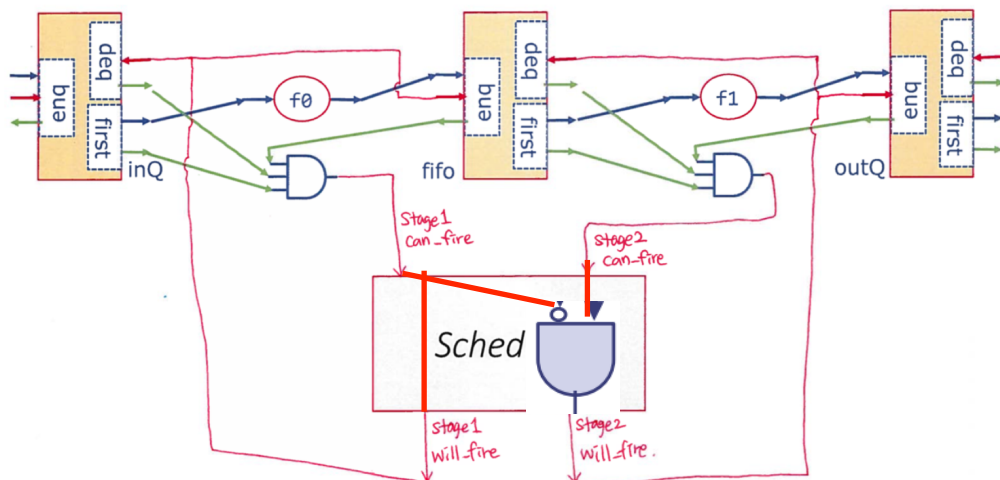 enq
deq
first
inQ
f0
enq
deq
first
fifo
f1
enq
deq
first
outQ
Stage1
Can_fire
Stage2
Can_fire
Sched
Stage1
Will_fire
Stage2
Will_fire.